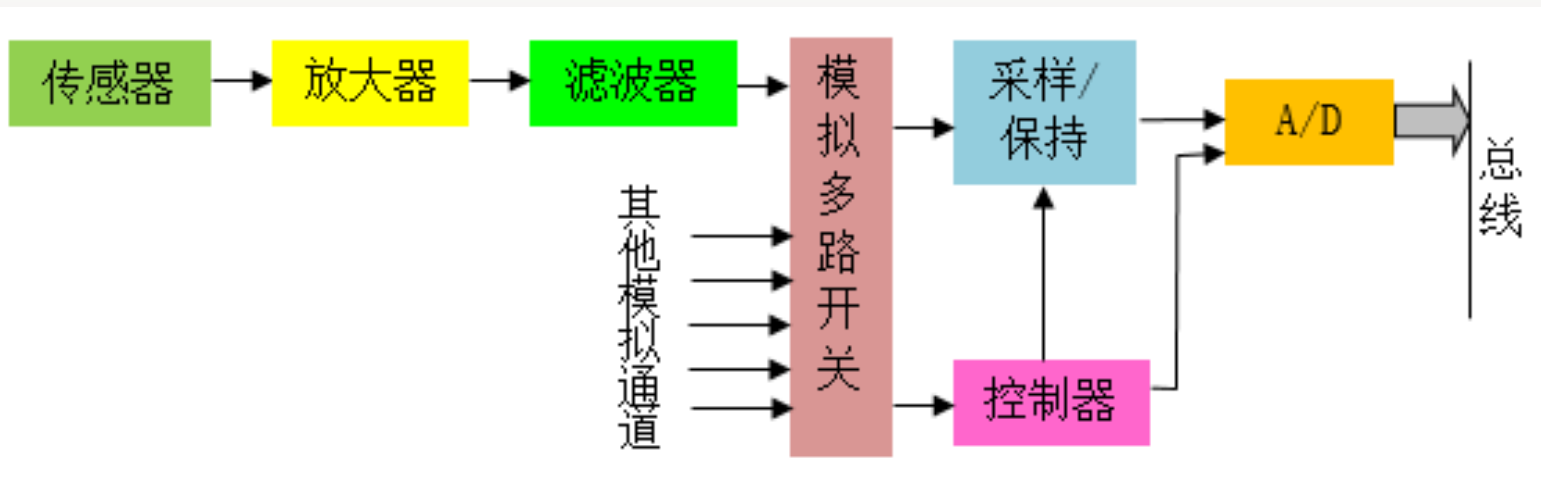 传感器
放大器
滤波器
模拟多路开关
采样/
保持
A/D
总线
其他模拟通道
控制器